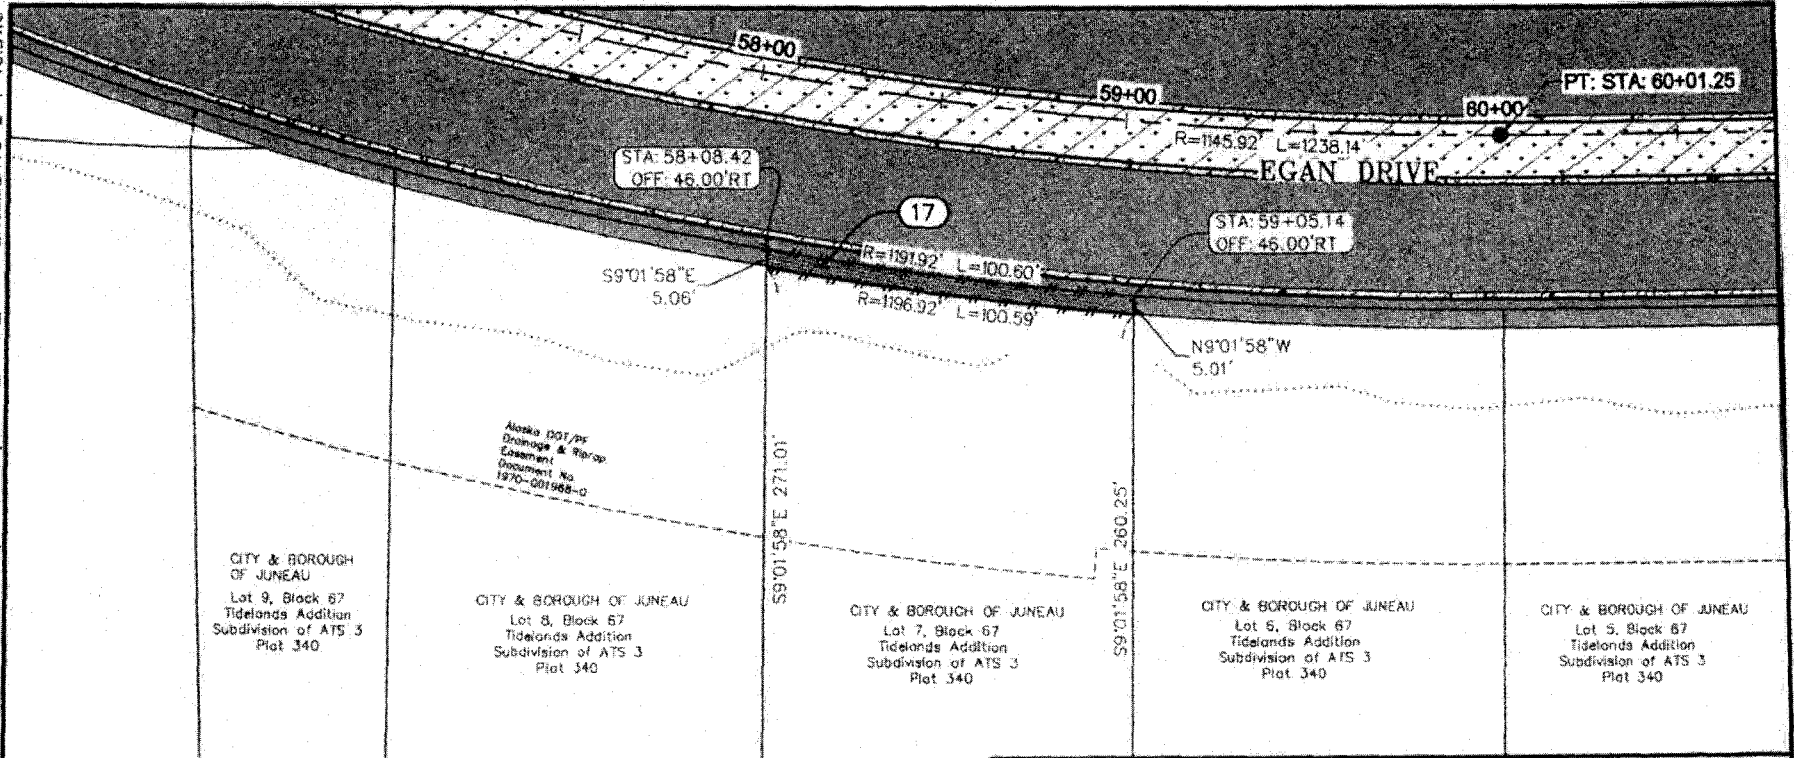 58+00
59+00
60+00
PT: STA: 60+01.25
R=1145.92' L=1238.14'
EGAN DRIVE
STA: 58+08.42
OFF: 46.00'RT
17
STA: 59+05.14
OFF: 46.00'RT
R=1191.92' L=100.60'
S9°01'58"E
5.06'
R=1196.92' L=100.59'
N9°01'58"W
5.01'
Alaska DOT/PF
Drainage & Riprap
Easement
Document No.
1970-001968-0
S9°01'58"E 271.01'
S9°01'58"E 260.25'
CITY & BOROUGH
OF JUNEAU
Lot 9, Block 67
Tidelands Addition
Subdivision of ATS 3
Plat 340
CITY & BOROUGH OF JUNEAU
Lot 8, Block 67
Tidelands Addition
Subdivision of ATS 3
Plat 340
CITY & BOROUGH OF JUNEAU
Lot 7, Block 67
Tidelands Addition
Subdivision of ATS 3
Plat 340
CITY & BOROUGH OF JUNEAU
Lot 6, Block 67
Tidelands Addition
Subdivision of ATS 3
Plat 340
CITY & BOROUGH OF JUNEAU
Lot 5, Block 67
Tidelands Addition
Subdivision of ATS 3
Plat 340